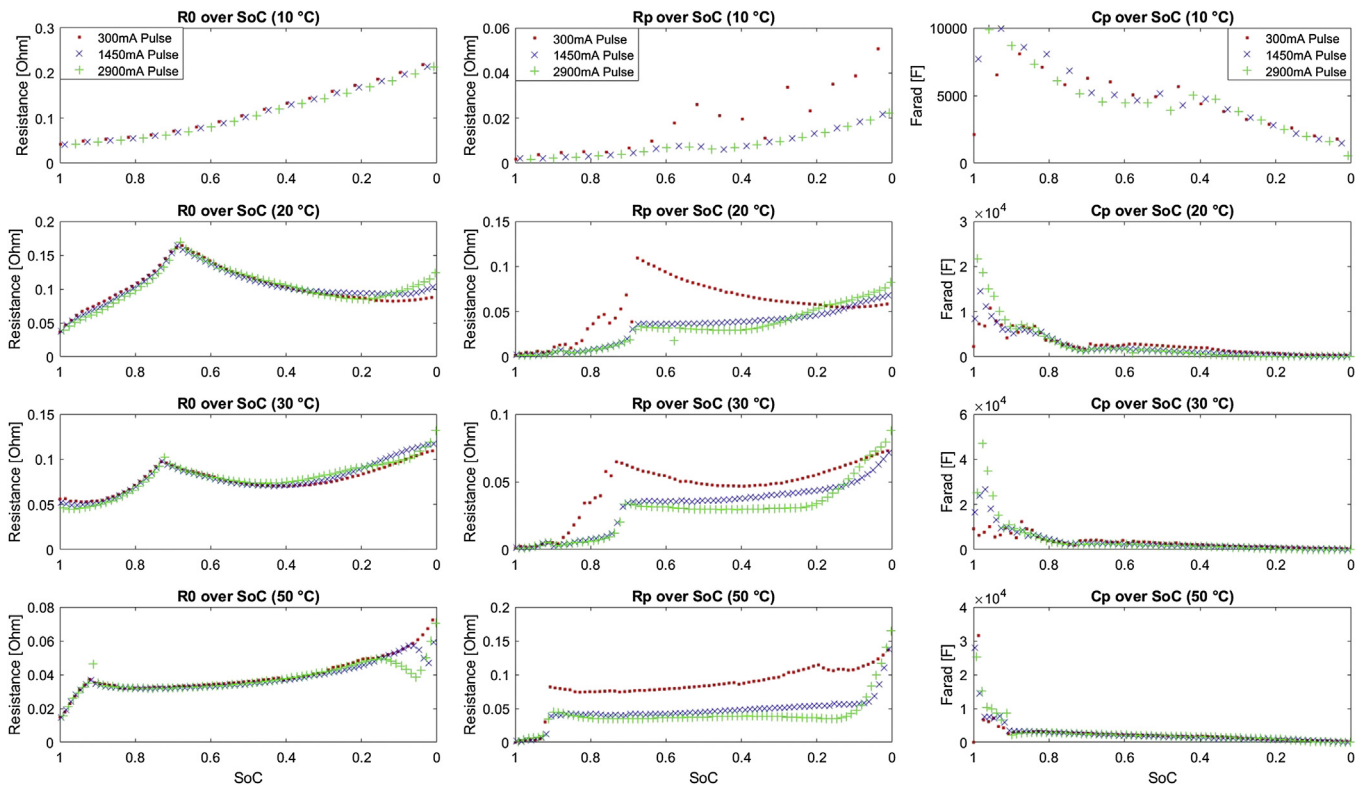 R0 over SoC (10 °C)
Resistance [Ohm]
0.3
0.2
0.1
0
1 0.8 0.6 0.4 0.2 0
300mA Pulse
1450mA Pulse
2900mA Pulse
Rp over SoC (10 °C)
Resistance [Ohm]
0.06
0.04
0.02
0
1 0.8 0.6 0.4 0.2 0
300mA Pulse
1450mA Pulse
2900mA Pulse
Cp over SoC (10 °C)
Farad [F]
10000
5000
0
1 0.8 0.6 0.4 0.2 0
300mA Pulse
1450mA Pulse
2900mA Pulse
R0 over SoC (20 °C)
Resistance [Ohm]
0.2
0.15
0.1
0.05
0
1 0.8 0.6 0.4 0.2 0
Rp over SoC (20 °C)
Resistance [Ohm]
0.15
0.1
0.05
0
1 0.8 0.6 0.4 0.2 0
Cp over SoC (20 °C)
×10⁴
Farad [F]
3
2
1
0
1 0.8 0.6 0.4 0.2 0
R0 over SoC (30 °C)
Resistance [Ohm]
0.15
0.1
0.05
0
1 0.8 0.6 0.4 0.2 0
Rp over SoC (30 °C)
Resistance [Ohm]
0.1
0.05
0
1 0.8 0.6 0.4 0.2 0
Cp over SoC (30 °C)
×10⁴
Farad [F]
6
4
2
0
1 0.8 0.6 0.4 0.2 0
R0 over SoC (50 °C)
Resistance [Ohm]
0.08
0.06
0.04
0.02
0
1 0.8 0.6 0.4 0.2 0
SoC
Rp over SoC (50 °C)
Resistance [Ohm]
0.2
0.15
0.1
0.05
0
1 0.8 0.6 0.4 0.2 0
SoC
Cp over SoC (50 °C)
×10⁴
Farad [F]
4
3
2
1
0
1 0.8 0.6 0.4 0.2 0
SoC